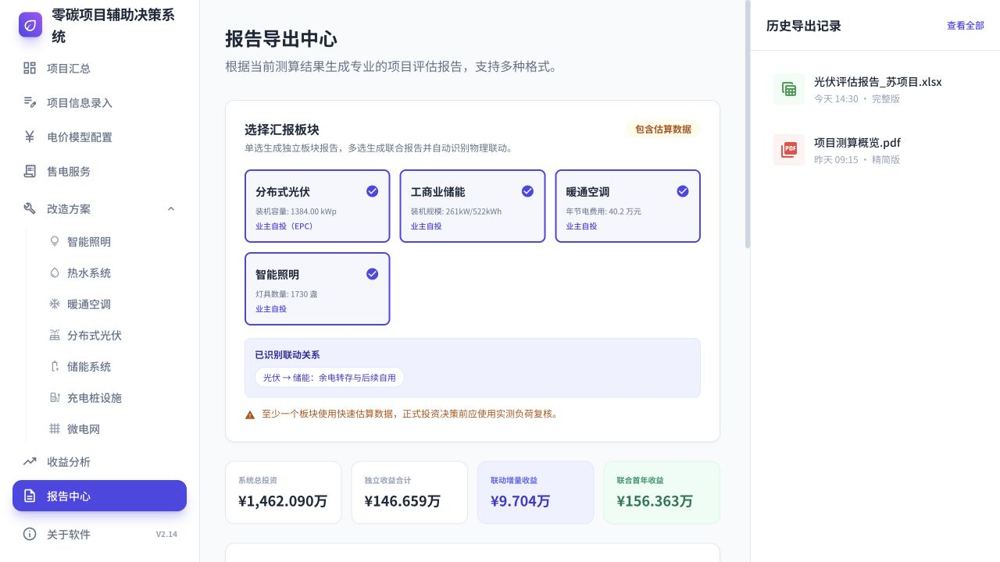 零碳项目辅助决策系
统
项目汇总
项目信息录入
电价模型配置
售电服务
改造方案
智能照明
热水系统
暖通空调
分布式光伏
储能系统
充电桩设施
微电网
收益分析
报告中心
关于软件 V2.14
报告导出中心
根据当前测算结果生成专业的项目评估报告，支持多种格式。
选择汇报板块
包含估算数据
单选生成独立板块报告，多选生成联合报告并自动识别物理联动。
分布式光伏
装机容量: 1384.00 kWp
业主自投（EPC）
工商业储能
装机规模: 261kW/522kWh
业主自投
暖通空调
年节电费用: 40.2 万元
业主自投
智能照明
灯具数量: 1730 盏
业主自投
已识别联动关系
光伏 → 储能：余电转存与后续自用
至少一个板块使用快速估算数据，正式投资决策前应使用实测负荷复核。
系统总投资
¥1,462.090万
独立收益合计
¥146.659万
联动增量收益
¥9.704万
联合首年收益
¥156.363万
历史导出记录
查看全部
光伏评估报告_苏项目.xlsx
今天 14:30 • 完整版
PDF
项目测算概览.pdf
昨天 09:15 • 精简版